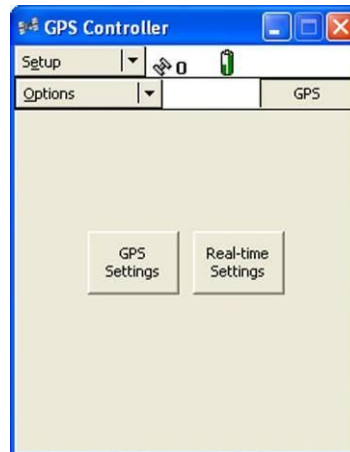 GPS Controller
Setup 0
Options GPS
GPS Real-time
Settings Settings